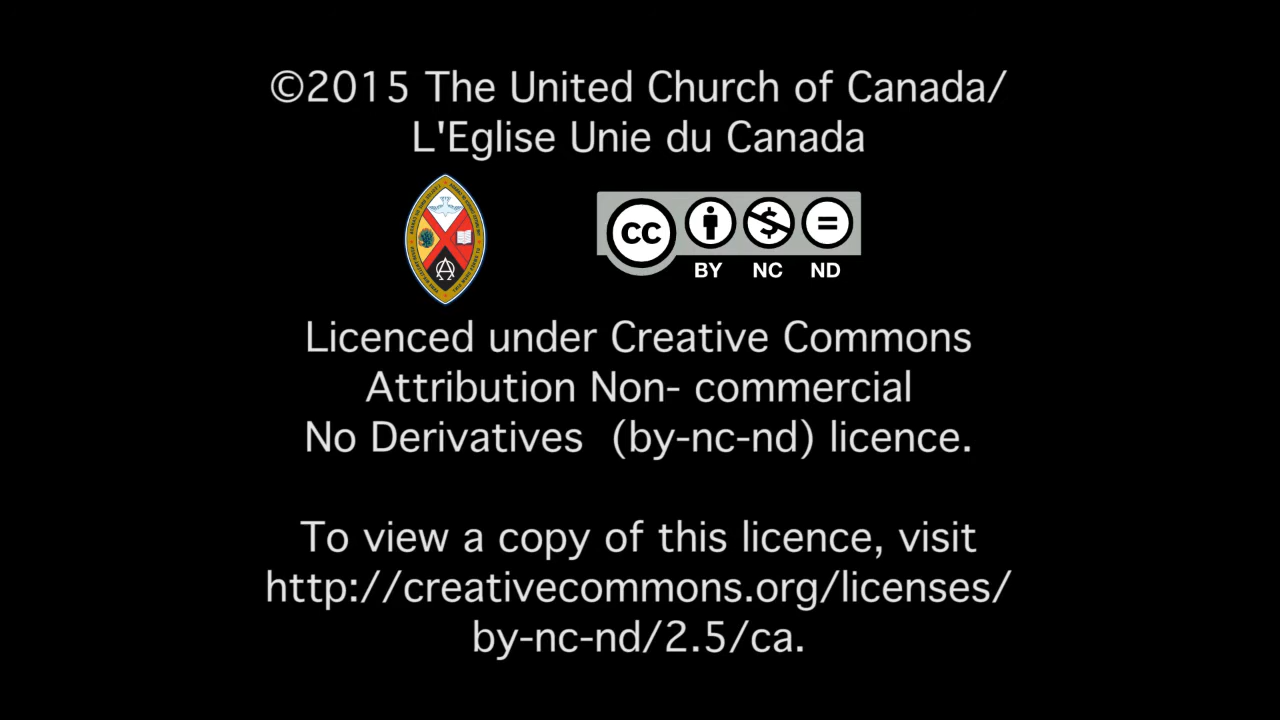 ©2015 The United Church of Canada/
L'Eglise Unie du Canada
CC
BY NC ND
Licenced under Creative Commons
Attribution Non- commercial
No Derivatives  (by-nc-nd) licence.
To view a copy of this licence, visit
http://creativecommons.org/licenses/
by-nc-nd/2.5/ca.